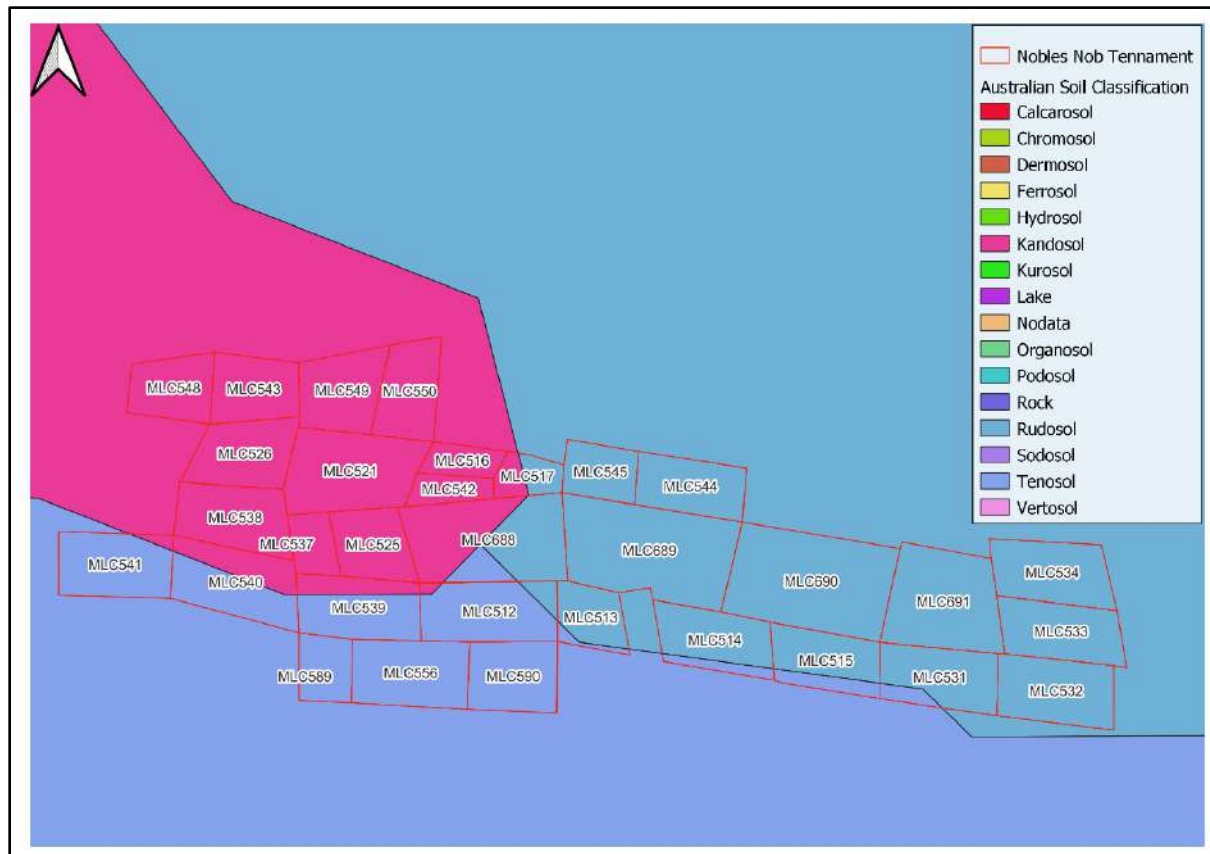 Nobles Nob Tennament
Australian Soil Classification
Calcarosol
Chromosol
Dermosol
Ferrosol
Hydrosol
Kandosol
Kurosol
Lake
Nodata
Organosol
Podosol
Rock
Rudosol
Sodosol
Tenosol
Vertosol
MLC548
MLC543
MLC549
MLC550
MLC526
MLC521
MLC516
MLC517
MLC542
MLC545
MLC544
MLC538
MLC537
MLC525
MLC688
MLC689
MLC690
MLC691
MLC534
MLC533
MLC541
MLC540
MLC539
MLC512
MLC513
MLC514
MLC515
MLC531
MLC532
MLC589
MLC556
MLC590